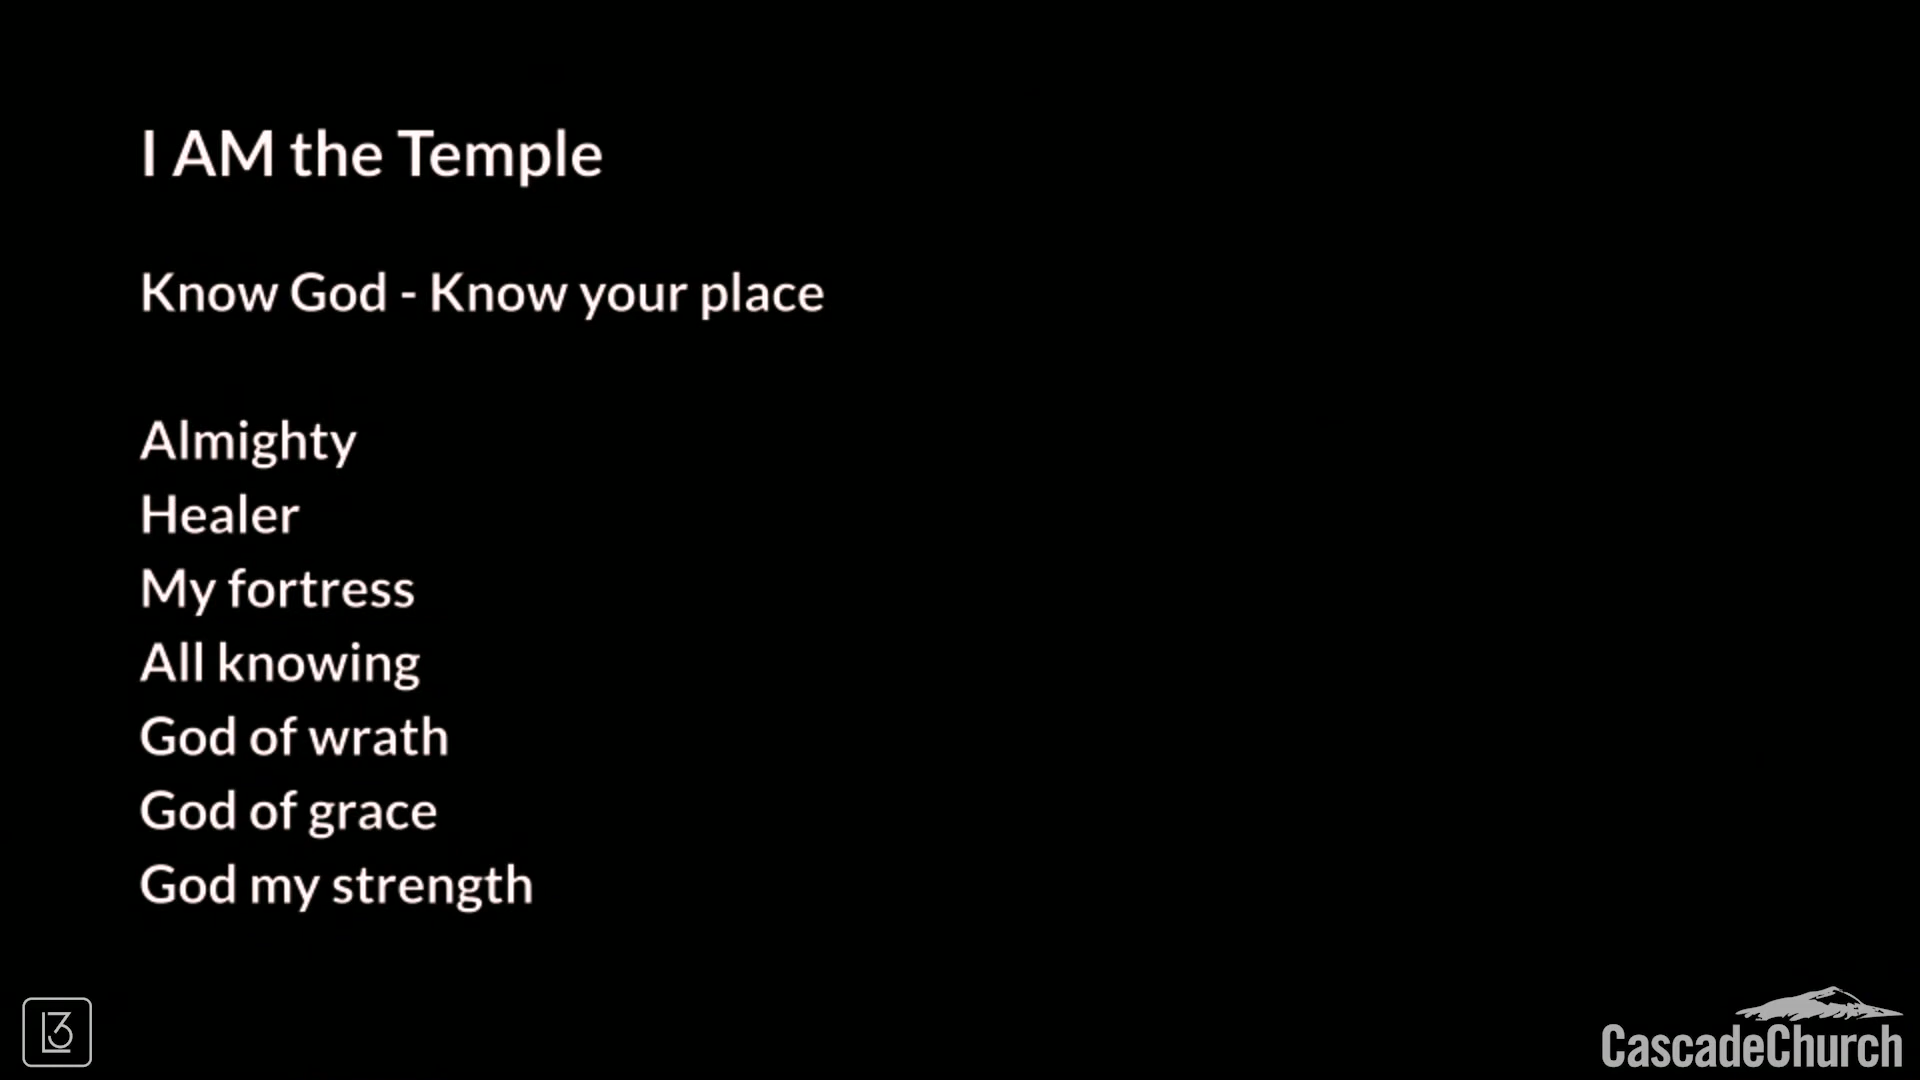 I AM the Temple
Know God - Know your place
Almighty
Healer
My fortress
All knowing
God of wrath
God of grace
God my strength
L3
CascadeChurch